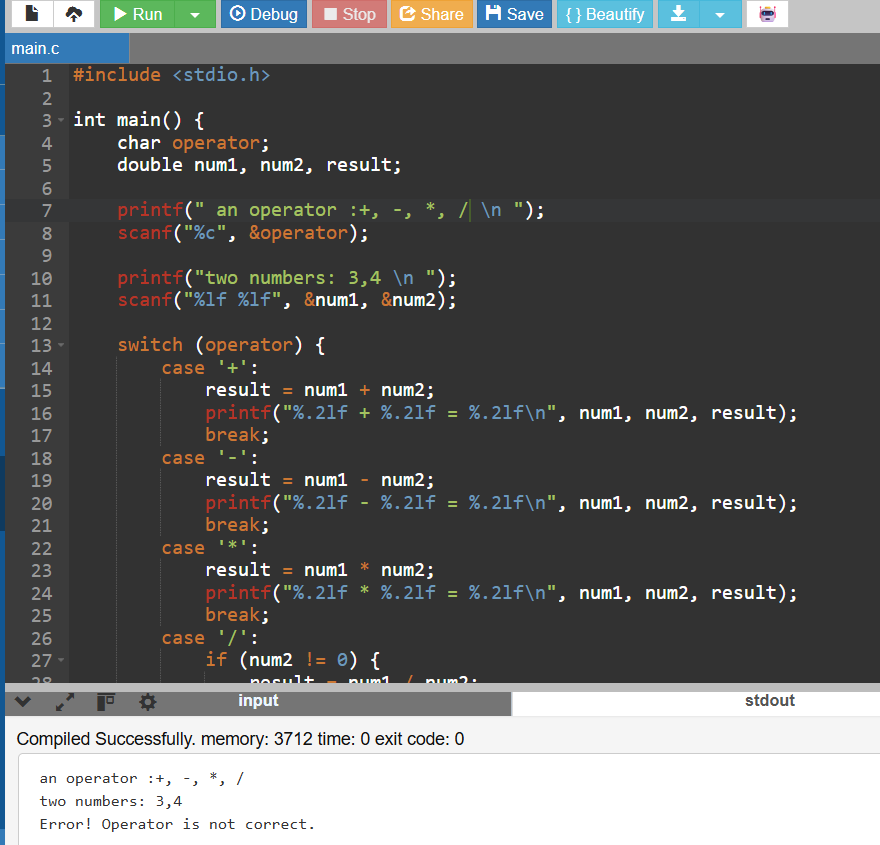 Run Debug Stop Share Save { } Beautify
main.c
1 #include <stdio.h>
2
3 int main() {
4 char operator;
5 double num1, num2, result;
6
7 printf(" an operator :+, -, *, / \n ");
8 scanf("%c", &operator);
9
10 printf("two numbers: 3,4 \n ");
11 scanf("%lf %lf", &num1, &num2);
12
13 switch (operator) {
14 case '+':
15 result = num1 + num2;
16 printf("%.2lf + %.2lf = %.2lf\n", num1, num2, result);
17 break;
18 case '-':
19 result = num1 - num2;
20 printf("%.2lf - %.2lf = %.2lf\n", num1, num2, result);
21 break;
22 case '*':
23 result = num1 * num2;
24 printf("%.2lf * %.2lf = %.2lf\n", num1, num2, result);
25 break;
26 case '/':
27 if (num2 != 0) {
28 result = num1 / num2;
input stdout
Compiled Successfully. memory: 3712 time: 0 exit code: 0
an operator :+, -, *, /
two numbers: 3,4
Error! Operator is not correct.